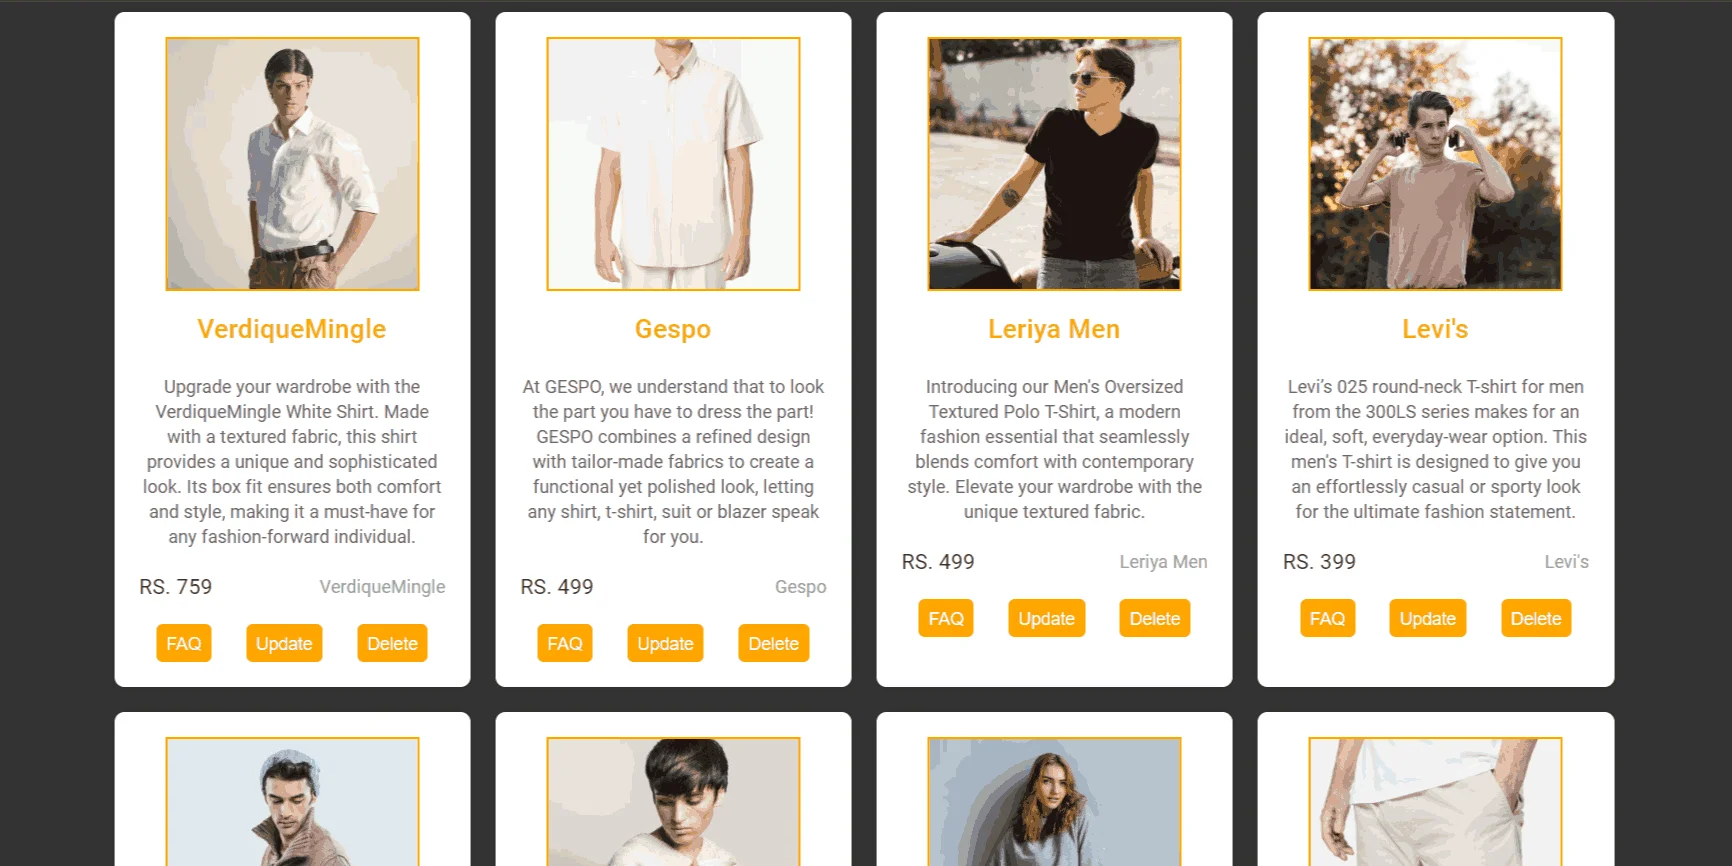 VerdiqueMingle
Upgrade your wardrobe with the
VerdiqueMingle White Shirt. Made
with a textured fabric, this shirt
provides a unique and sophisticated
look. Its box fit ensures both comfort
and style, making it a must-have for
any fashion-forward individual.
RS. 759 VerdiqueMingle
FAQ Update Delete
Gespo
At GESPO, we understand that to look
the part you have to dress the part!
GESPO combines a refined design
with tailor-made fabrics to create a
functional yet polished look, letting
any shirt, t-shirt, suit or blazer speak
for you.
RS. 499 Gespo
FAQ Update Delete
Leriya Men
Introducing our Men's Oversized
Textured Polo T-Shirt, a modern
fashion essential that seamlessly
blends comfort with contemporary
style. Elevate your wardrobe with the
unique textured fabric.
RS. 499 Leriya Men
FAQ Update Delete
Levi's
Levi's 025 round-neck T-shirt for men
from the 300LS series makes for an
ideal, soft, everyday-wear option. This
men's T-shirt is designed to give you
an effortlessly casual or sporty look
for the ultimate fashion statement.
RS. 399 Levi's
FAQ Update Delete